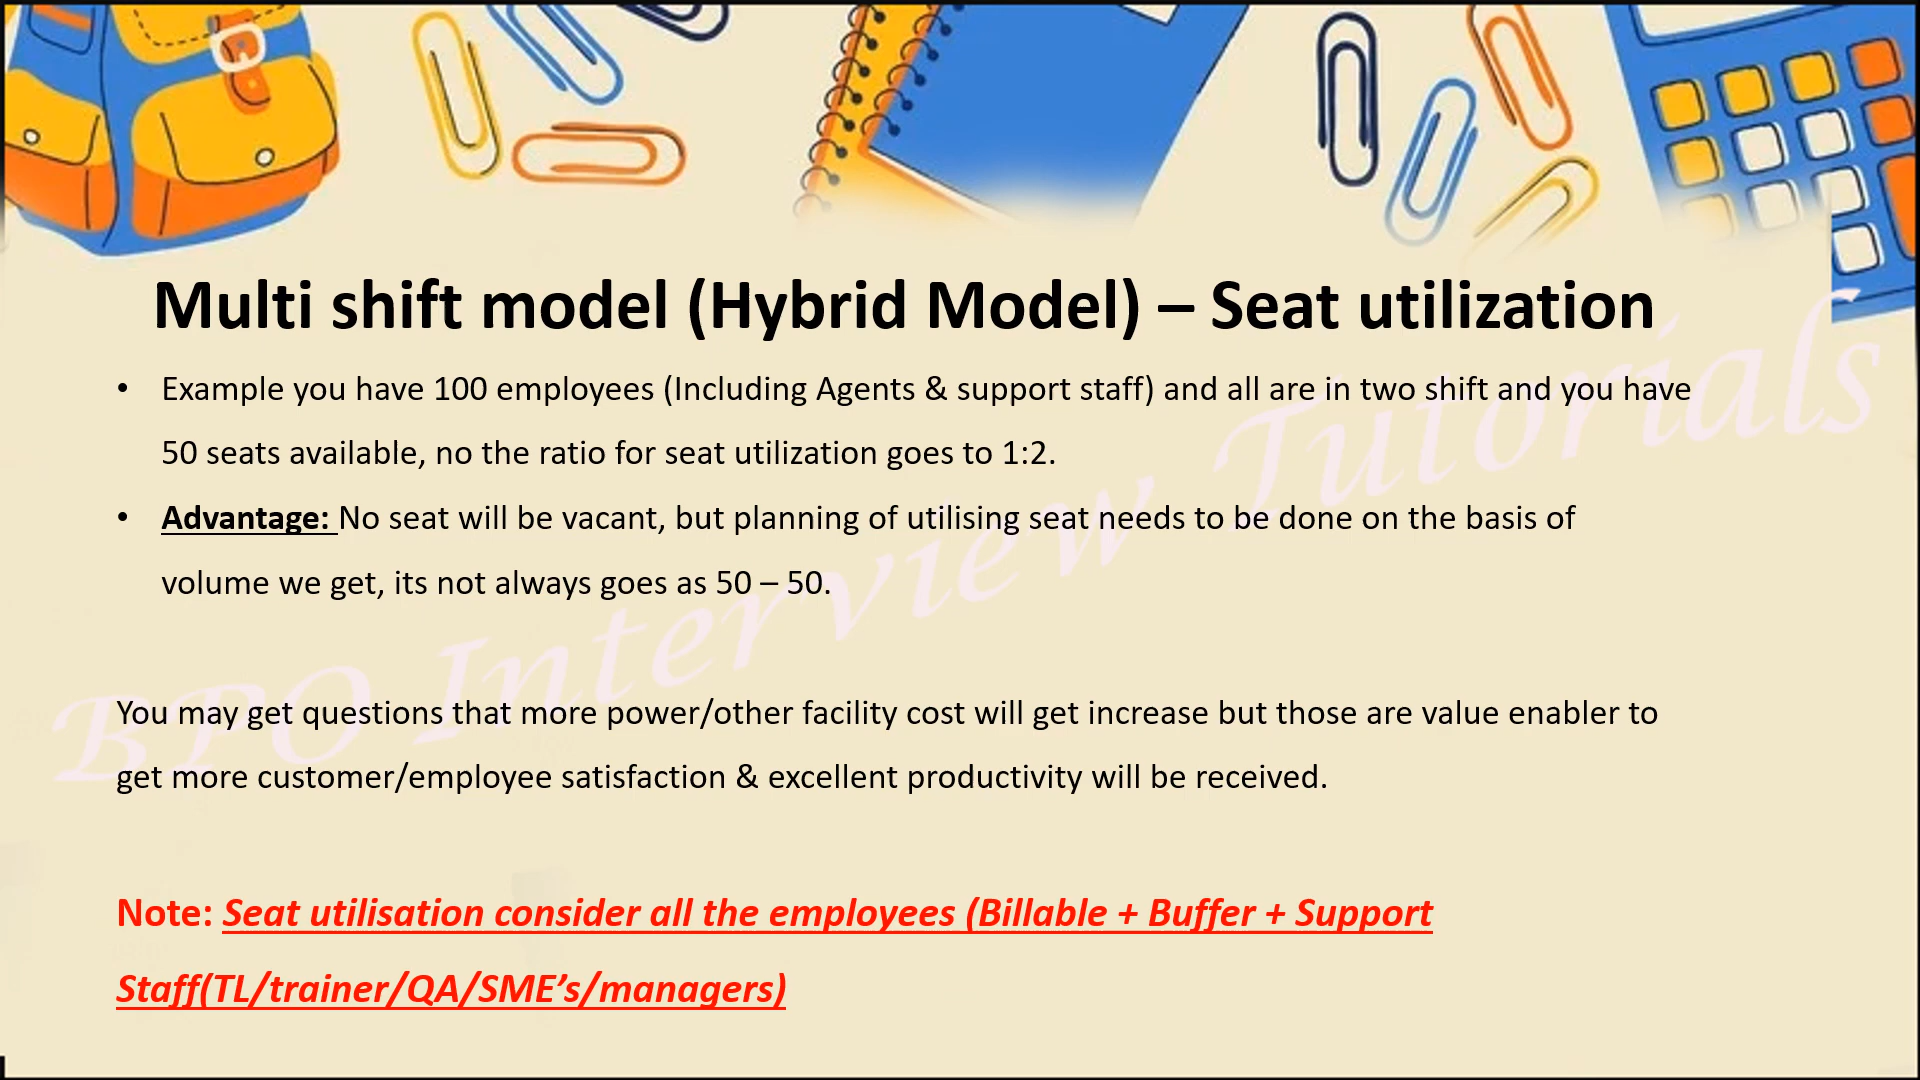 Multi shift model (Hybrid Model) – Seat utilization
• Example you have 100 employees (Including Agents & support staff) and all are in two shift and you have
50 seats available, no the ratio for seat utilization goes to 1:2.
• Advantage: No seat will be vacant, but planning of utilising seat needs to be done on the basis of
volume we get, its not always goes as 50 – 50.
You may get questions that more power/other facility cost will get increase but those are value enabler to
get more customer/employee satisfaction & excellent productivity will be received.
Note: Seat utilisation consider all the employees (Billable + Buffer + Support
Staff(TL/trainer/QA/SME’s/managers)
BPO Interview Tutorials